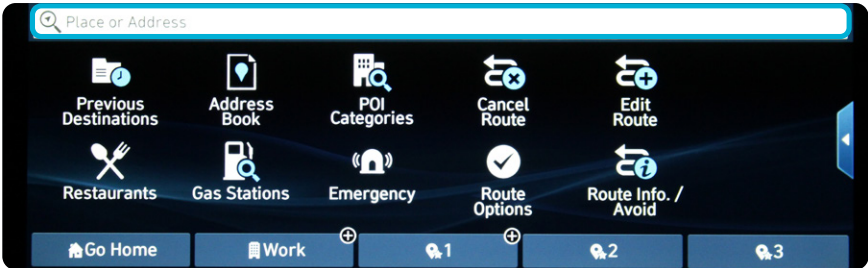 Place or Address
Previous
Destinations
Address
Book
POI
Categories
Cancel
Route
Edit
Route
Restaurants
Gas Stations
Emergency
Route
Options
Route Info. /
Avoid
Go Home
Work
1
2
3